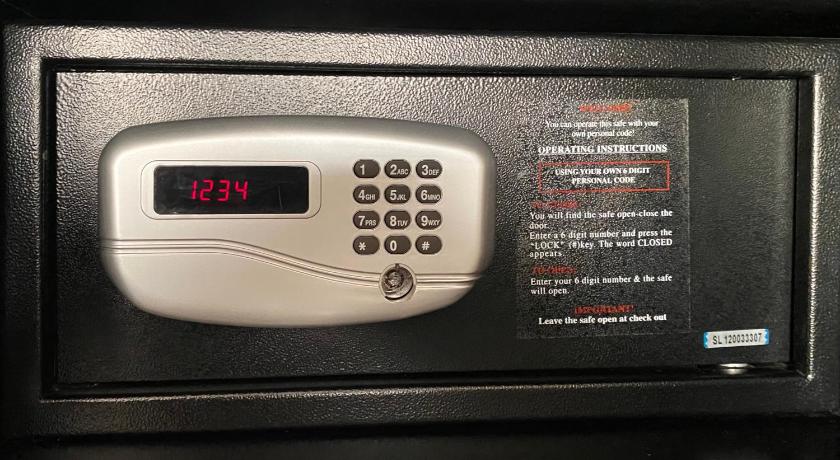 1234
1 2ABC 3DEF
4GHI 5JKL 6MNO
7PRS 8TUV 9WXY
* 0 #
You can operate this safe with your
own personal code!
OPERATING INSTRUCTIONS
USING YOUR OWN 6 DIGIT
PERSONAL CODE
You will find the safe open-close the
door.
Enter a 6 digit number and press the
"LOCK" (#)key. The word CLOSED
appears.
TO OPEN:
Enter your 6 digit number & the safe
will open.
IMPORTANT!
Leave the safe open at check out
SL 120033307